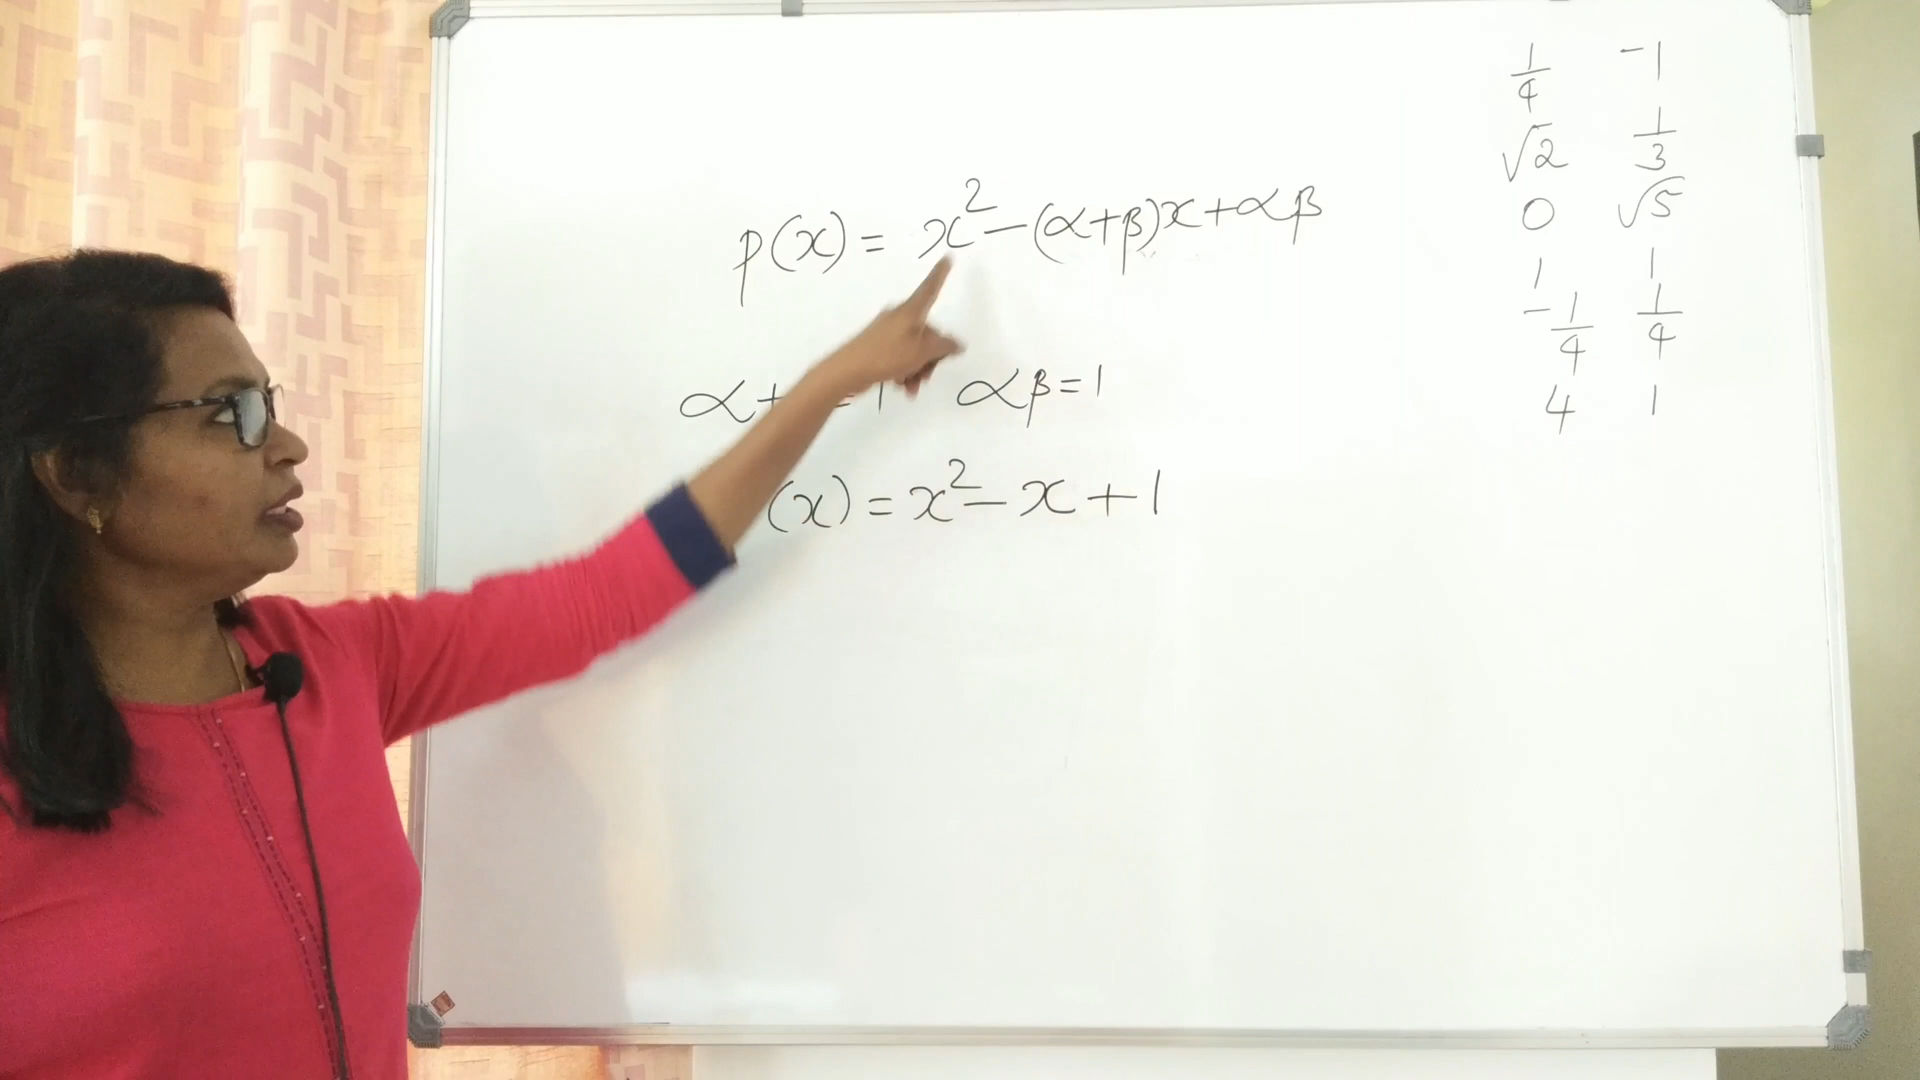 p(x) = x² - (α+β)x + αβ
α+ = 1 αβ = 1
(x) = x² - x + 1
1/4 -1
√2 1/3
0 √5
1 1
-1/4 1/4
4 1